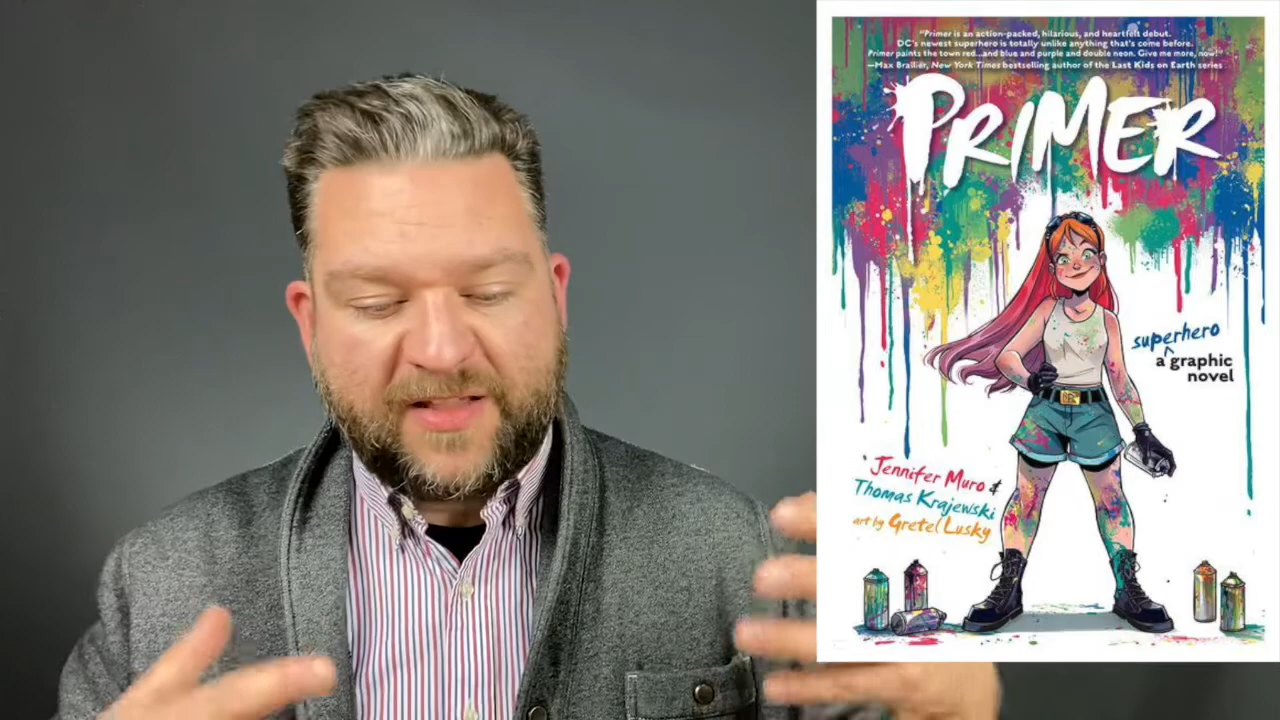 "Primer is an action-packed, hilarious, and heartfelt debut.
DC's newest superhero is totally unlike anything that's come before.
Primer paints the town red...and blue and purple and double neon. Give me more, now!"
—Max Brallier, New York Times bestselling author of the Last Kids on Earth series
PRIMER
superhero
a graphic
novel
Jennifer Muro &
Thomas Krajewski
art by Gretel Lusky